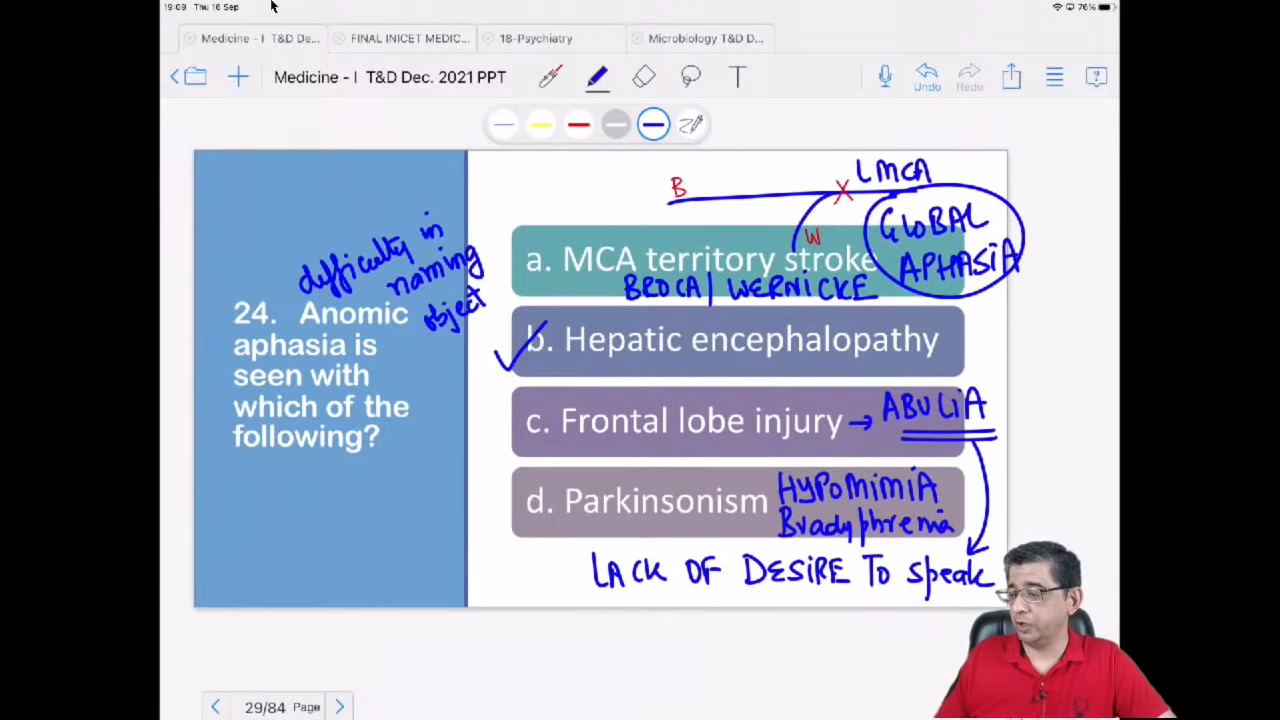 19:09 Thu 16 Sep
76%
Medicine - I T&D De...
FINAL INICET MEDIC...
18-Psychiatry
Microbiology T&D D...
Medicine - I T&D Dec. 2021 PPT
T
Undo
Redo
24. Anomic
aphasia is
seen with
which of the
following?
difficulty in
naming
object
B
X
LMCA
W
GLOBAL
APHASIA
a. MCA territory stroke
BROCA/ WERNICKE
b. Hepatic encephalopathy
c. Frontal lobe injury → ABULIA
d. Parkinsonism
HYPOMIMIA
Bradyphrenia
LACK OF DESIRE TO speak
29/84 Page